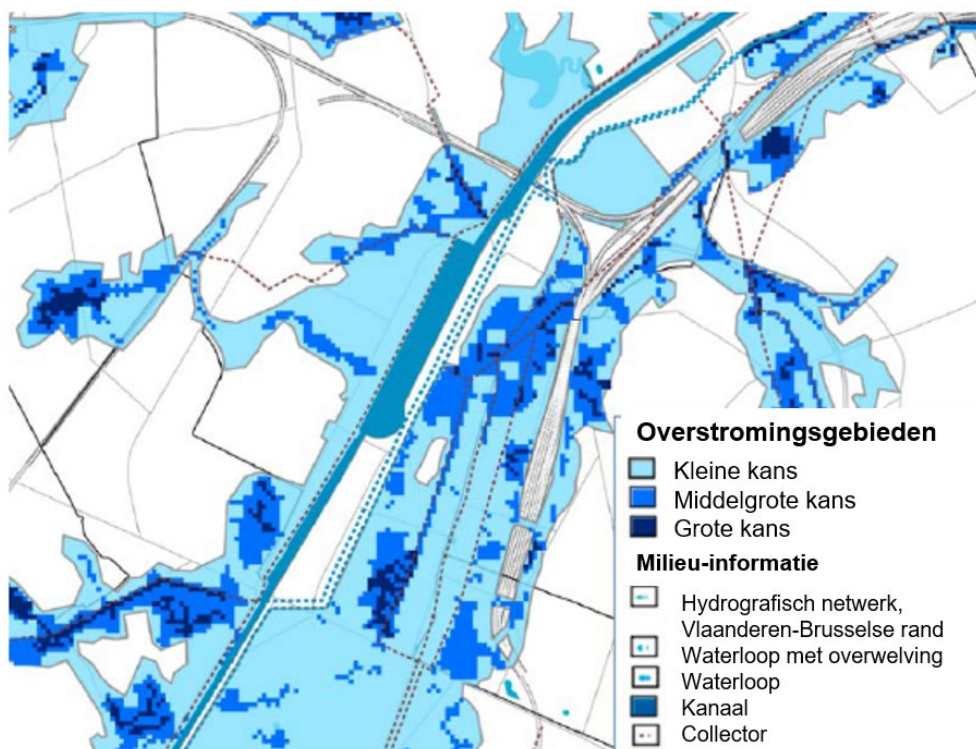 Overstromingsgebieden
Kleine kans
Middelgrote kans
Grote kans
Milieu-informatie
Hydrografisch netwerk,
Vlaanderen-Brusselse rand
Waterloop met overwelving
Waterloop
Kanaal
Collector